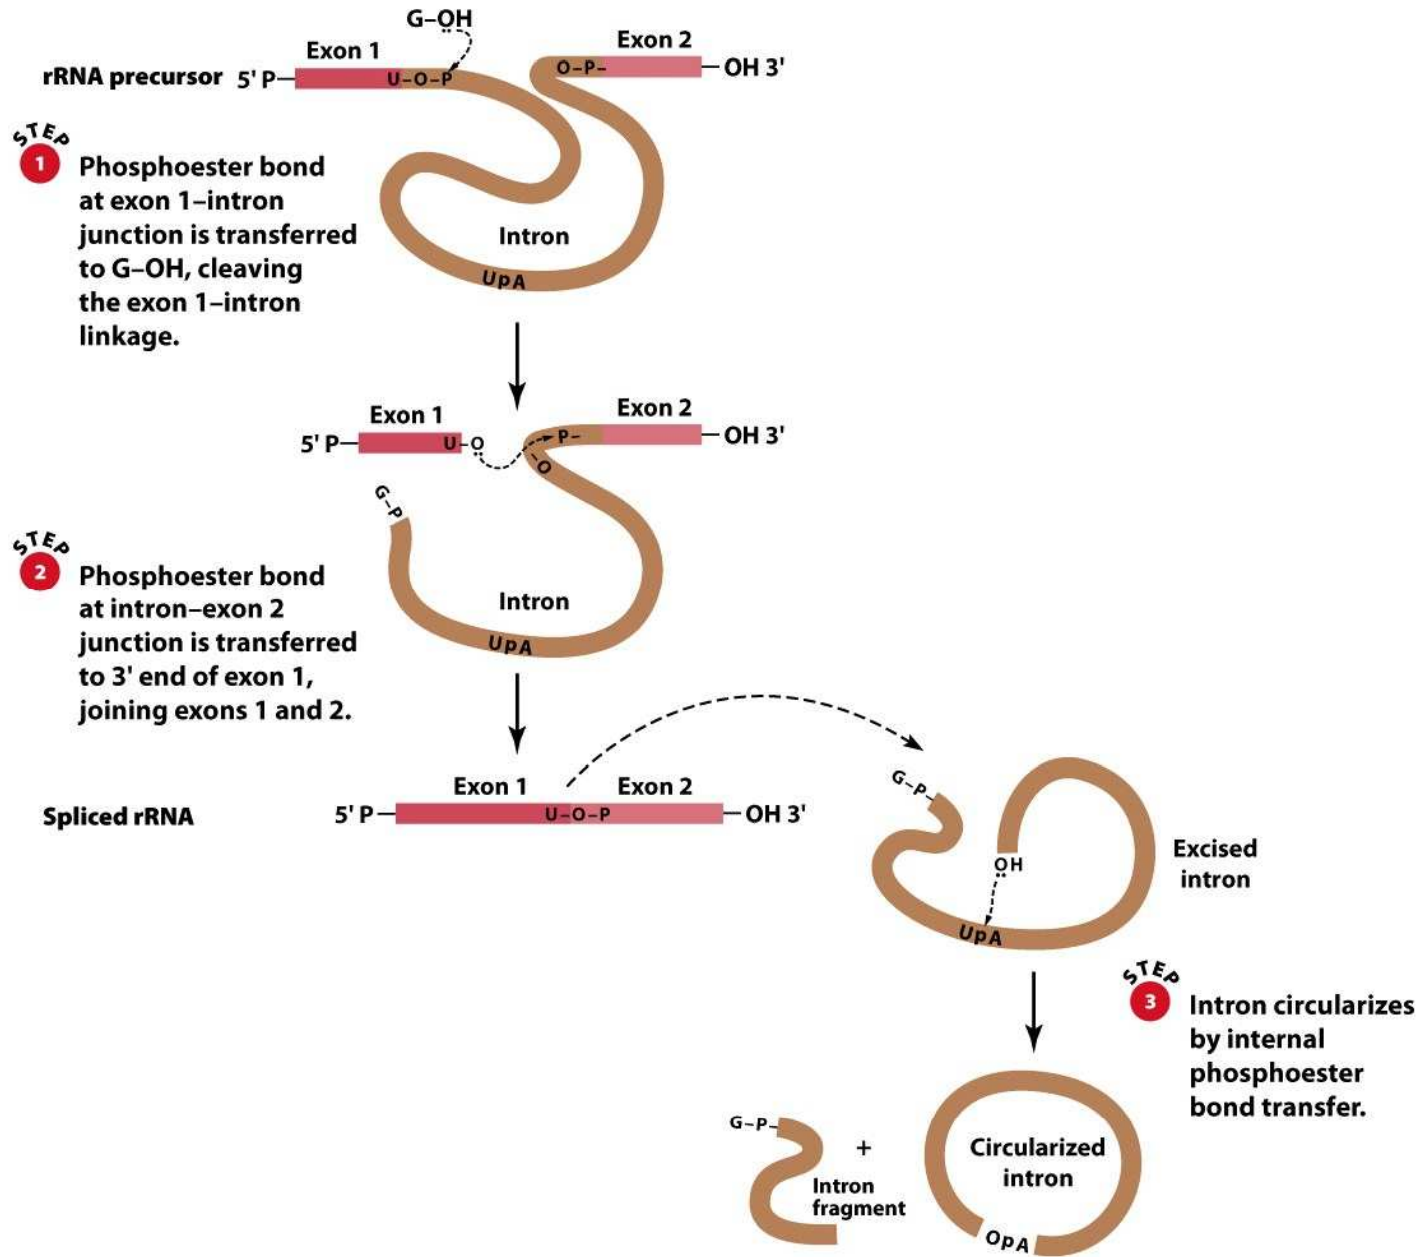 G–OH
Exon 1
Exon 2
rRNA precursor 5' P
U–O–P
O–P–
OH 3'
STEP
1
Phosphoester bond
at exon 1–intron
junction is transferred
to G–OH, cleaving
the exon 1–intron
linkage.
Intron
UpA
Exon 1
Exon 2
5' P
U–O
P–
–O
OH 3'
G–P
STEP
2
Phosphoester bond
at intron–exon 2
junction is transferred
to 3' end of exon 1,
joining exons 1 and 2.
Intron
UpA
Spliced rRNA
Exon 1
Exon 2
5' P
U–O–P
OH 3'
G–P–
OH
UpA
Excised
intron
STEP
3
Intron circularizes
by internal
phosphoester
bond transfer.
G–P–
+
Intron
fragment
Circularized
intron
OpA